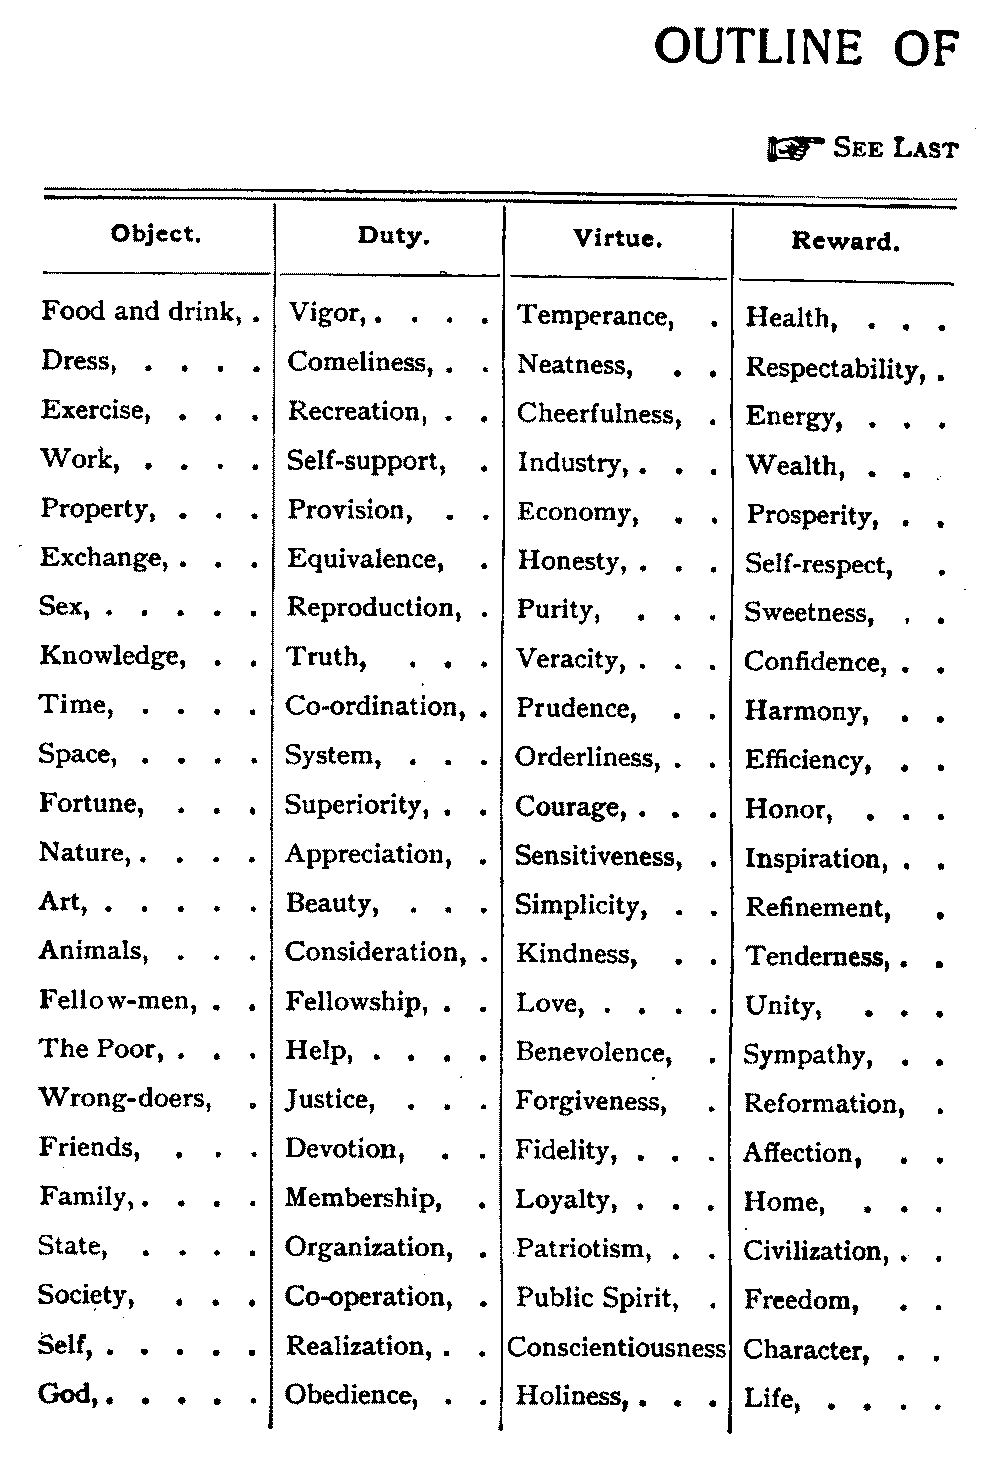 OUTLINE OF
☞ SEE LAST
Object. Duty. Virtue. Reward.
Food and drink, . Vigor, . . . . Temperance, . Health, . . .
Dress, . . . . Comeliness, . . Neatness, . . Respectability, .
Exercise, . . . Recreation, . . Cheerfulness, . Energy, . . .
Work, . . . . Self-support, . Industry, . . . Wealth, . . .
Property, . . . Provision, . . Economy, . . Prosperity, . .
Exchange, . . . Equivalence, . Honesty, . . . Self-respect, .
Sex, . . . . . Reproduction, . Purity, . . . Sweetness, . .
Knowledge, . . Truth, . . . Veracity, . . . Confidence, . .
Time, . . . . Co-ordination, . Prudence, . . Harmony, . .
Space, . . . . System, . . . Orderliness, . . Efficiency, . .
Fortune, . . . Superiority, . . Courage, . . . Honor, . . .
Nature, . . . . Appreciation, . Sensitiveness, . Inspiration, . .
Art, . . . . . Beauty, . . . Simplicity, . . Refinement, .
Animals, . . . Consideration, . Kindness, . . Tenderness, . .
Fellow-men, . . Fellowship, . . Love, . . . . Unity, . . .
The Poor, . . . Help, . . . . Benevolence, . Sympathy, . .
Wrong-doers, . Justice, . . . Forgiveness, . Reformation, .
Friends, . . . Devotion, . . Fidelity, . . . Affection, . .
Family, . . . . Membership, . Loyalty, . . . Home, . . .
State, . . . . Organization, . Patriotism, . . Civilization, . .
Society, . . . Co-operation, . Public Spirit, . Freedom, . .
Self, . . . . . Realization, . . Conscientiousness Character, . .
God, . . . . . Obedience, . . Holiness, . . . Life, . . . .